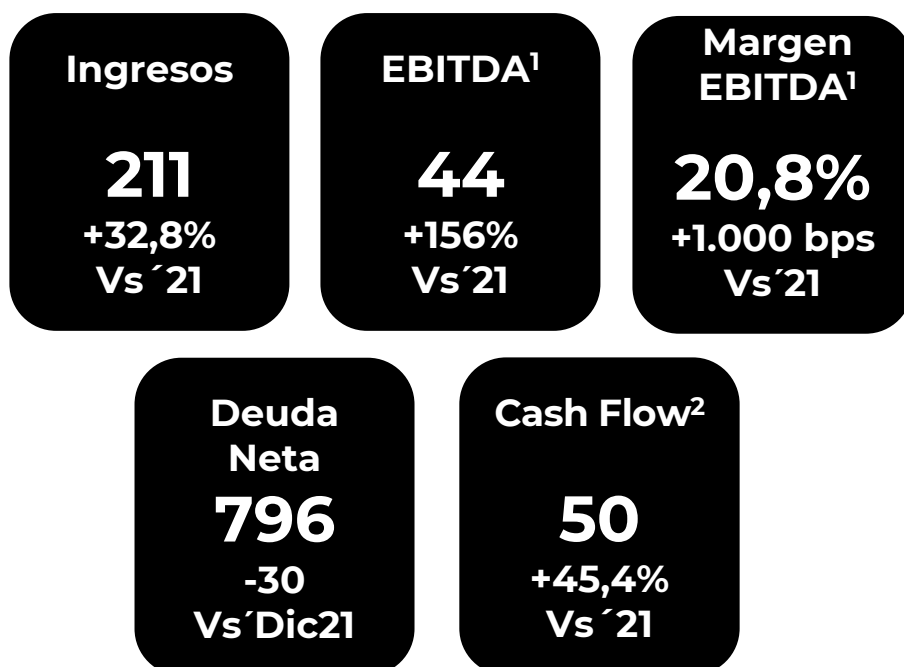 Ingresos
211
+32,8%
Vs ´21
EBITDA¹
44
+156%
Vs´21
Margen
EBITDA¹
20,8%
+1.000 bps
Vs´21
Deuda
Neta
796
-30
Vs´Dic21
Cash Flow²
50
+45,4%
Vs ´21